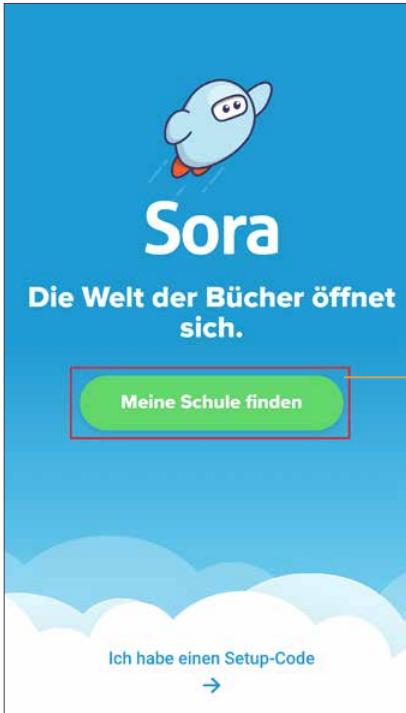 Sora
Die Welt der Bücher öffnet
sich.
Meine Schule finden
Ich habe einen Setup-Code
→